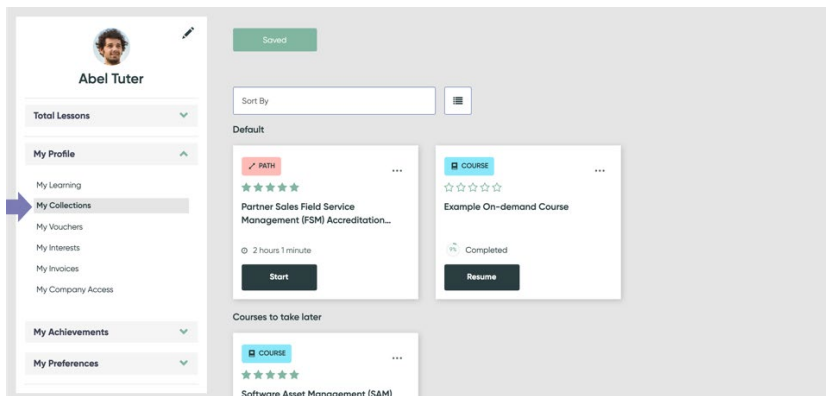 Abel Tuter
Total Lessons
My Profile
My Learning
My Collections
My Vouchers
My Interests
My Invoices
My Company Access
My Achievements
My Preferences
Saved
Sort By
Default
PATH
...
Partner Sales Field Service
Management (FSM) Accreditation...
2 hours 1 minute
Start
COURSE
...
Example On-demand Course
Completed
Resume
Courses to take later
COURSE
...
Software Asset Management (SAM)